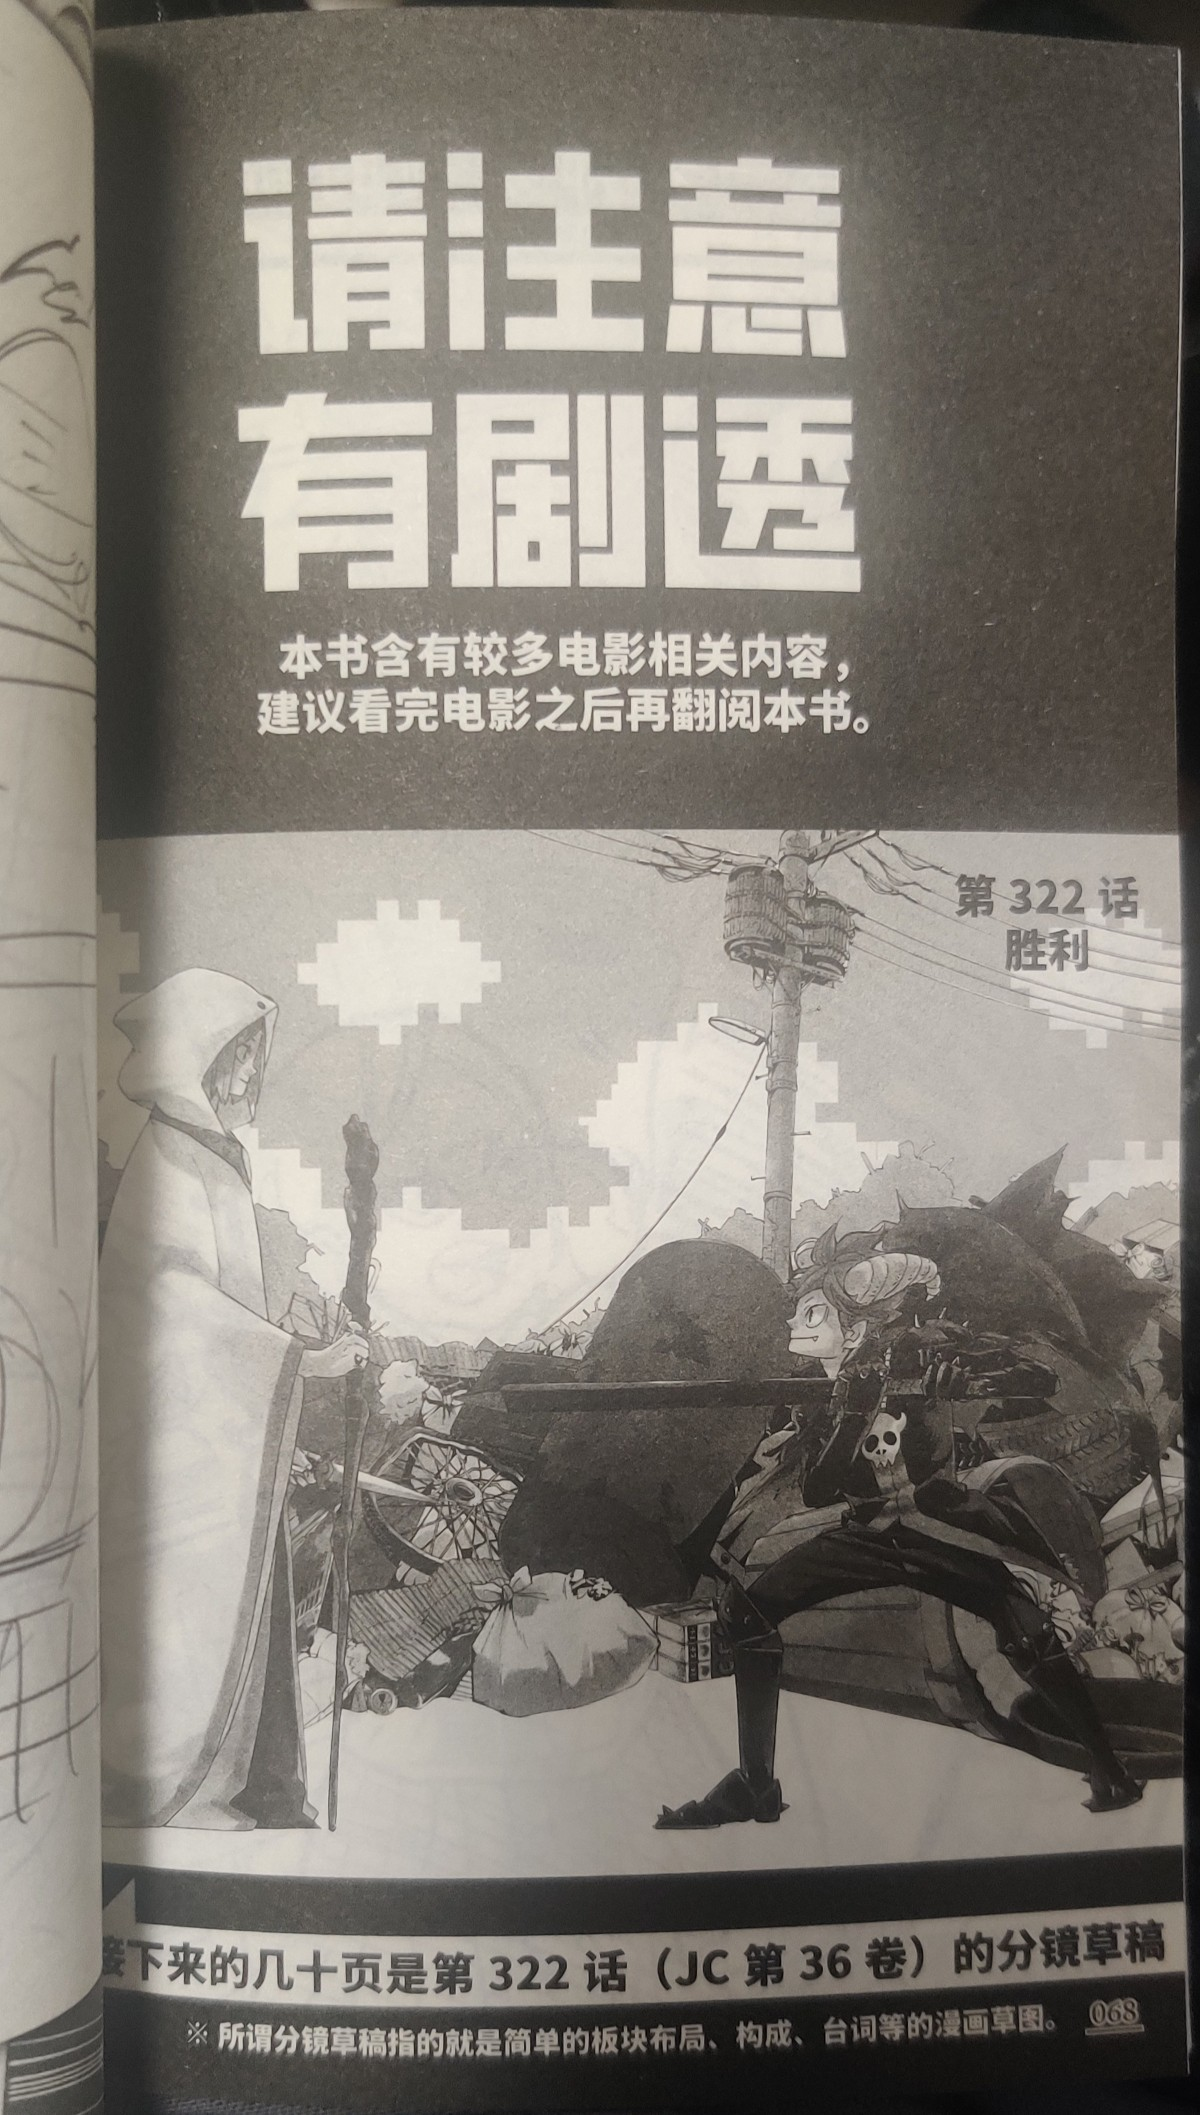 请注意
有剧透
本书含有较多电影相关内容，
建议看完电影之后再翻阅本书。
第 322 话
胜利
接下来的几十页是第 322 话（JC 第 36 卷）的分镜草稿
※ 所谓分镜草稿指的就是简单的板块布局、构成、台词等的漫画草图。
068